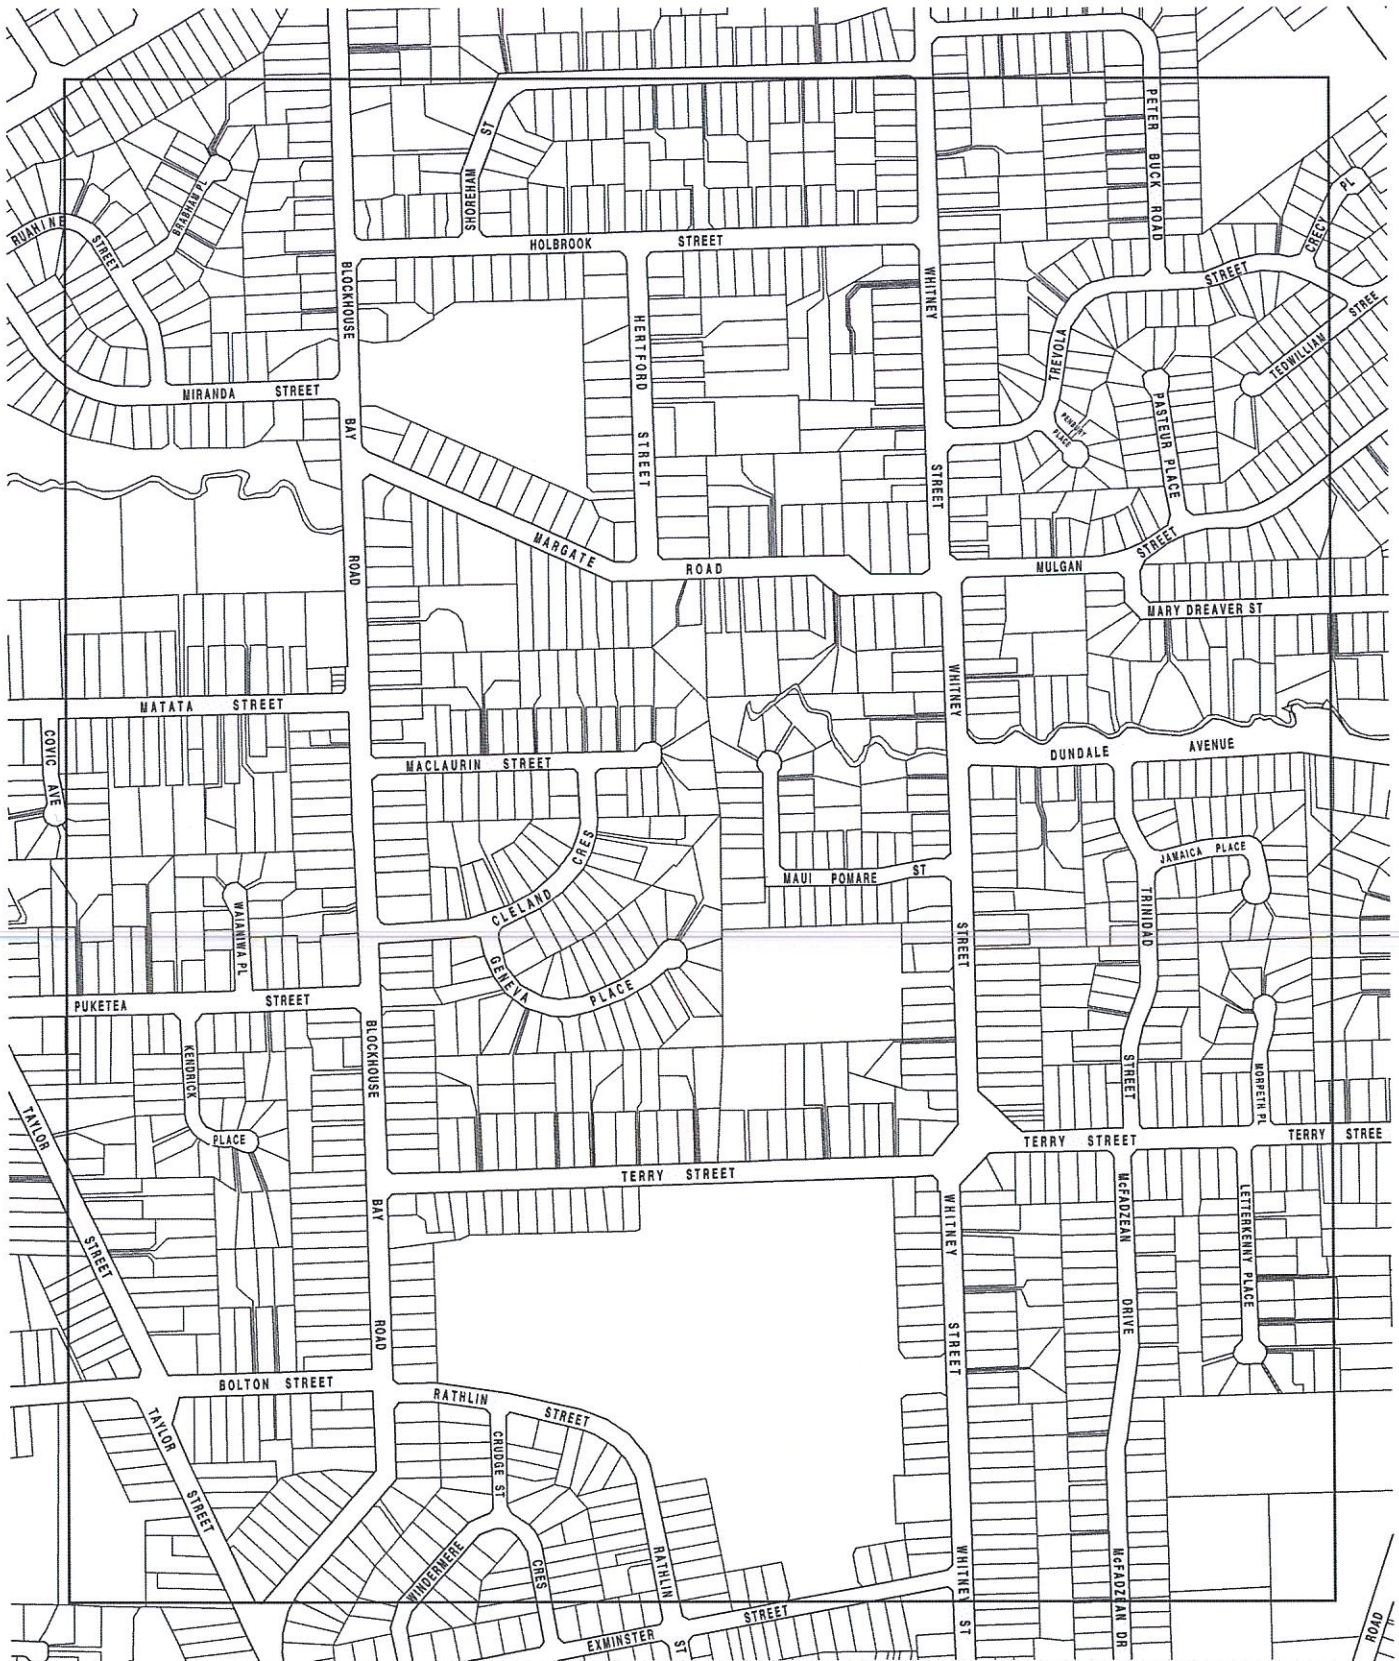 PETER BUCK ROAD
SHOREHAM ST
BRABHAM PL
CRECY PL
RUAHINE STREET
HOLBROOK STREET
BLOCKHOUSE BAY ROAD
WHITNEY STREET
TREVOLA STREET
TEDWILLIAN STREE
HERTFORD STREET
MIRANDA STREET
PASTEUR PLACE
MARGATE ROAD
MULGAN STREET
MARY DREAVER ST
MATATA STREET
WHITNEY STREET
COVIC AVE
DUNDALE AVENUE
MACLAURIN STREET
CLELAND CRES
JAMAICA PLACE
MAUI POMARE ST
TRINIDAD STREET
WAIANIWA PL
GENEVA PLACE
PUKETEA STREET
KENDRICK PLACE
BLOCKHOUSE BAY ROAD
MORPETH PL
TAYLOR STREET
TERRY STREET
TERRY STREE
TERRY STREET
WHITNEY STREET
McFADZEAN DRIVE
LETTERKENNY PLACE
BOLTON STREET
RATHLIN STREET
TAYLOR STREET
CRUDGE ST
WINDERMERE CRES
RATHLIN ST
WHITNEY ST
McFADZEAN DR
EXMINSTER STREET
ROAD